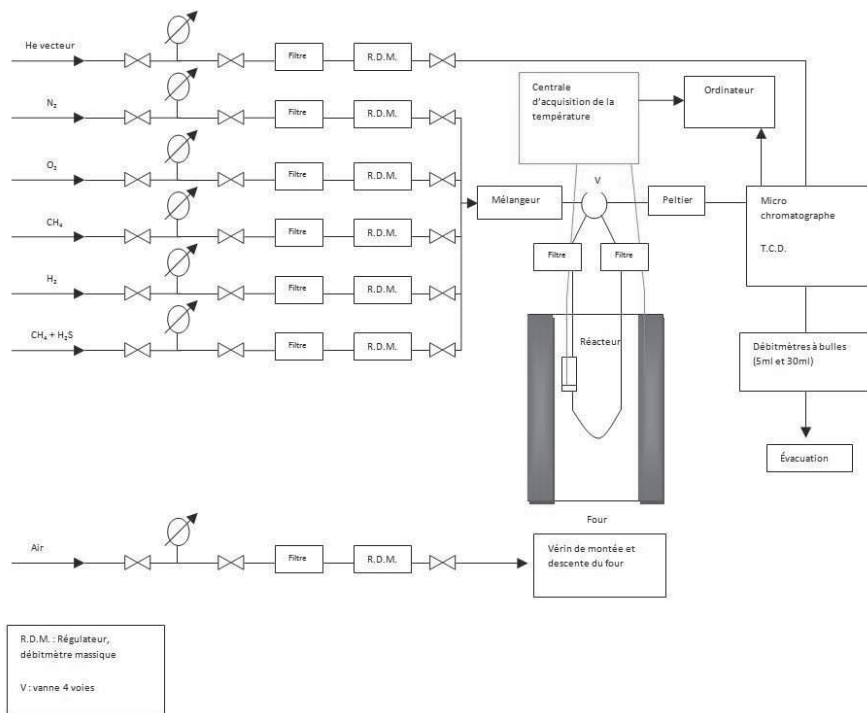 He vecteur
Filtre
R.D.M.
N₂
Filtre
R.D.M.
O₂
Filtre
R.D.M.
CH₄
Filtre
R.D.M.
H₂
Filtre
R.D.M.
CH₄ + H₂S
Filtre
R.D.M.
Mélangeur
Centrale
d'acquisition de la
température
Ordinateur
V
Peltier
Micro
chromatographe
T.C.D.
Filtre
Filtre
Réacteur
Débitmètres à bulles
(5ml et 30ml)
Évacuation
Four
Air
Filtre
R.D.M.
Vérin de montée et
descente du four
R.D.M. : Régulateur,
débitmètre massique
V : vanne 4 voies